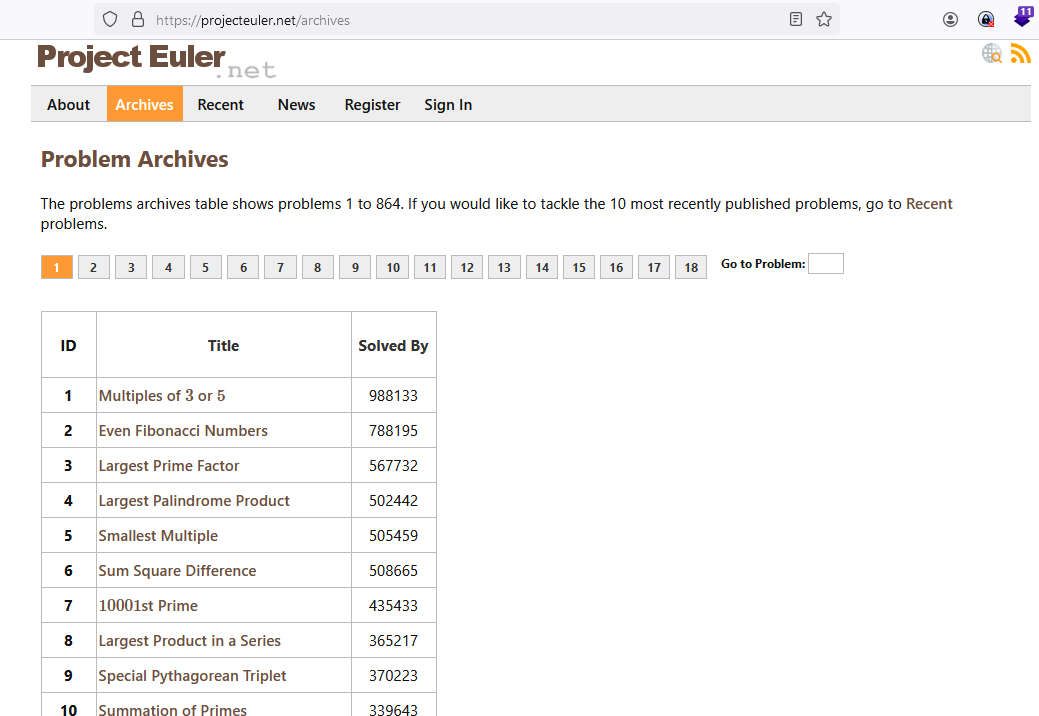 https://projecteuler.net/archives
11
Project Euler
.net
About Archives Recent News Register Sign In
Problem Archives
The problems archives table shows problems 1 to 864. If you would like to tackle the 10 most recently published problems, go to Recent
problems.
1 2 3 4 5 6 7 8 9 10 11 12 13 14 15 16 17 18 Go to Problem:
ID Title Solved By
1 Multiples of 3 or 5 988133
2 Even Fibonacci Numbers 788195
3 Largest Prime Factor 567732
4 Largest Palindrome Product 502442
5 Smallest Multiple 505459
6 Sum Square Difference 508665
7 10001st Prime 435433
8 Largest Product in a Series 365217
9 Special Pythagorean Triplet 370223
10 Summation of Primes 339643